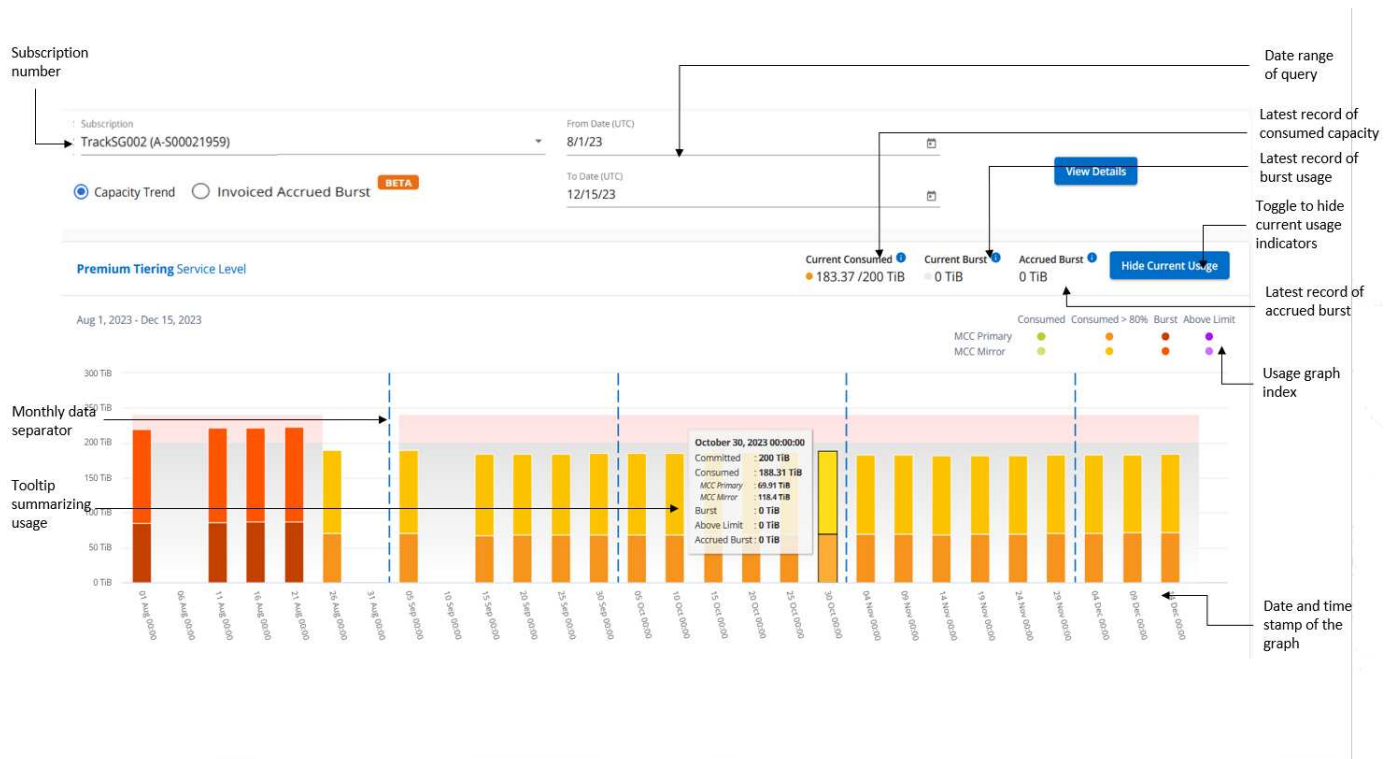 Subscription
number
Date range
of query
Latest record of
consumed capacity
Latest record of
burst usage
Toggle to hide
current usage
indicators
Latest record of
accrued burst
Usage graph
index
Subscription
TrackSG002 (A-S00021959)
From Date (UTC)
8/1/23
Capacity Trend
Invoiced Accrued Burst
BETA
To Date (UTC)
12/15/23
View Details
Premium Tiering Service Level
Current Consumed
183.37 /200 TiB
Current Burst
0 TiB
Accrued Burst
0 TiB
Hide Current Usage
Aug 1, 2023 - Dec 15, 2023
Consumed Consumed > 80% Burst Above Limit
MCC Primary
MCC Mirror
300 TiB
250 TiB
200 TiB
150 TiB
100 TiB
50 TiB
0 TiB
Monthly data
separator
Tooltip
summarizing
usage
October 30, 2023 00:00:00
Committed : 200 TiB
Consumed : 188.31 TiB
MCC Primary : 69.91 TiB
MCC Mirror : 118.4 TiB
Burst : 0 TiB
Above Limit : 0 TiB
Accrued Burst : 0 TiB
01 Aug 00:00
06 Aug 00:00
11 Aug 00:00
16 Aug 00:00
21 Aug 00:00
26 Aug 00:00
31 Aug 00:00
05 Sep 00:00
10 Sep 00:00
15 Sep 00:00
20 Sep 00:00
25 Sep 00:00
30 Sep 00:00
05 Oct 00:00
10 Oct 00:00
15 Oct 00:00
20 Oct 00:00
25 Oct 00:00
30 Oct 00:00
04 Nov 00:00
09 Nov 00:00
14 Nov 00:00
19 Nov 00:00
24 Nov 00:00
29 Nov 00:00
04 Dec 00:00
09 Dec 00:00
Dec 00:00
Date and time
stamp of the
graph